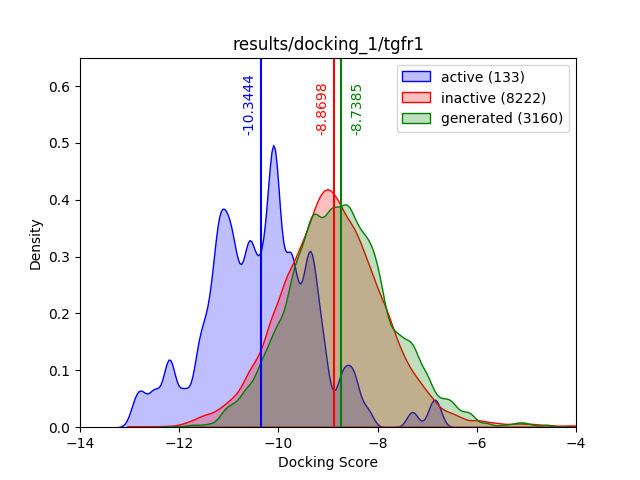 results/docking_1/tgfr1
active (133)
inactive (8222)
generated (3160)
-10.3444
-8.8698
-8.7385
Density
0.6
0.5
0.4
0.3
0.2
0.1
0.0
−14
−12
−10
−8
−6
−4
Docking Score